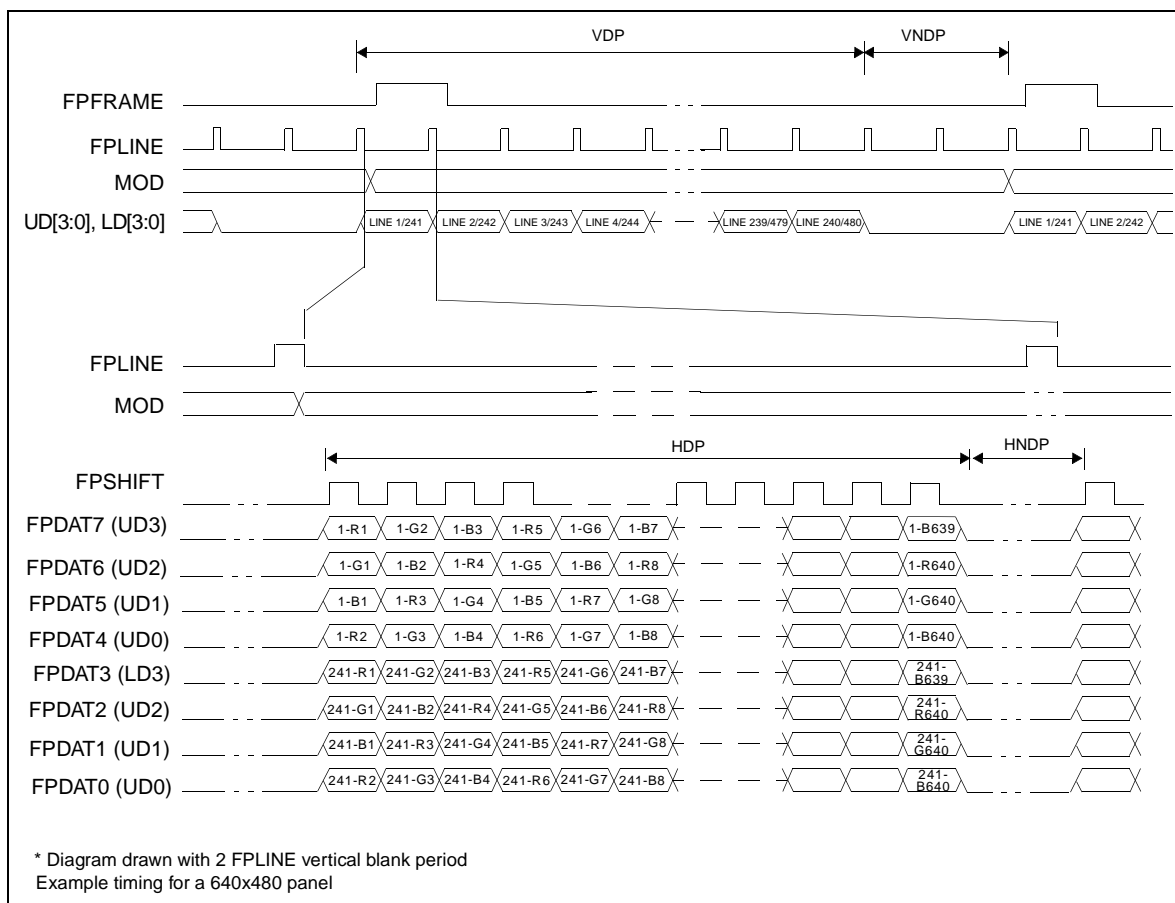 VDP VNDP
FPFRAME
FPLINE
MOD
UD[3:0], LD[3:0] LINE 1/241 LINE 2/242 LINE 3/243 LINE 4/244 LINE 239/479 LINE 240/480 LINE 1/241 LINE 2/242
FPLINE
MOD
HDP HNDP
FPSHIFT
FPDAT7 (UD3) 1-R1 1-G2 1-B3 1-R5 1-G6 1-B7 1-B639
FPDAT6 (UD2) 1-G1 1-B2 1-R4 1-G5 1-B6 1-R8 1-R640
FPDAT5 (UD1) 1-B1 1-R3 1-G4 1-B5 1-R7 1-G8 1-G640
FPDAT4 (UD0) 1-R2 1-G3 1-B4 1-R6 1-G7 1-B8 1-B640
FPDAT3 (LD3) 241-R1 241-G2 241-B3 241-R5 241-G6 241-B7 241-B639
FPDAT2 (UD2) 241-G1 241-B2 241-R4 241-G5 241-B6 241-R8 241-R640
FPDAT1 (UD1) 241-B1 241-R3 241-G4 241-B5 241-R7 241-G8 241-G640
FPDAT0 (UD0) 241-R2 241-G3 241-B4 241-R6 241-G7 241-B8 241-B640
* Diagram drawn with 2 FPLINE vertical blank period
Example timing for a 640x480 panel